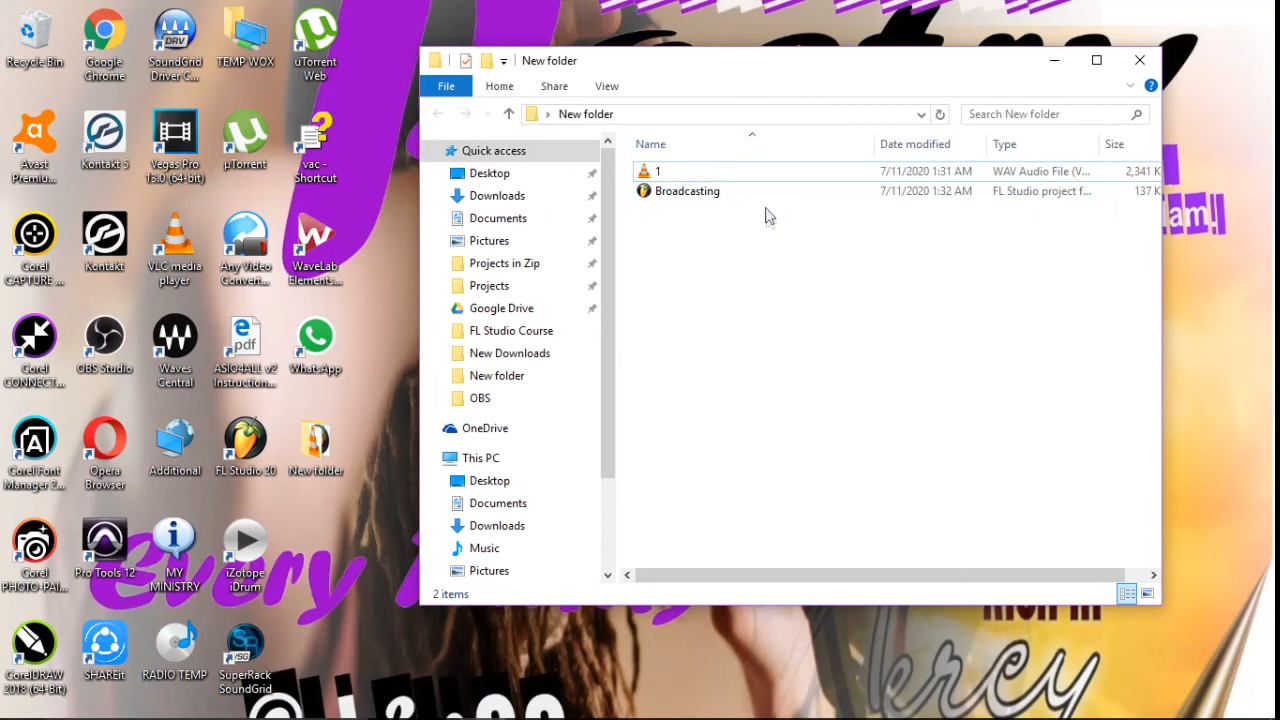 Recycle Bin
Google
Chrome
SoundGrid
Driver C...
TEMP WOX
uTorrent
Web
Avast
Premiu...
Kontakt 5
Vegas Pro
13.0 (64-bit)
µTorrent
vac -
Shortcut
Corel
CAPTURE ...
Kontakt
VLC media
player
Any Video
Convert...
WaveLab
Elements...
Corel
CONNECT...
OBS Studio
Waves
Central
ASIO4ALL v2
Instruction...
WhatsApp
Corel Font
Manager 2...
Opera
Browser
Additional
FL Studio 20
New folder
Corel
PHOTO-PAI...
Pro Tools 12
MY
MINISTRY
iZotope
iDrum
CorelDRAW
2018 (64-Bit)
SHAREit
RADIO TEMP
SuperRack
SoundGrid
New folder
File
Home
Share
View
New folder
Search New folder
Name
Date modified
Type
Size
1
7/11/2020 1:31 AM
WAV Audio File (V...
2,341 K
Broadcasting
7/11/2020 1:32 AM
FL Studio project f...
137 K
Quick access
Desktop
Downloads
Documents
Pictures
Projects in Zip
Projects
Google Drive
FL Studio Course
New Downloads
New folder
OBS
OneDrive
This PC
Desktop
Documents
Downloads
Music
Pictures
2 items
Every